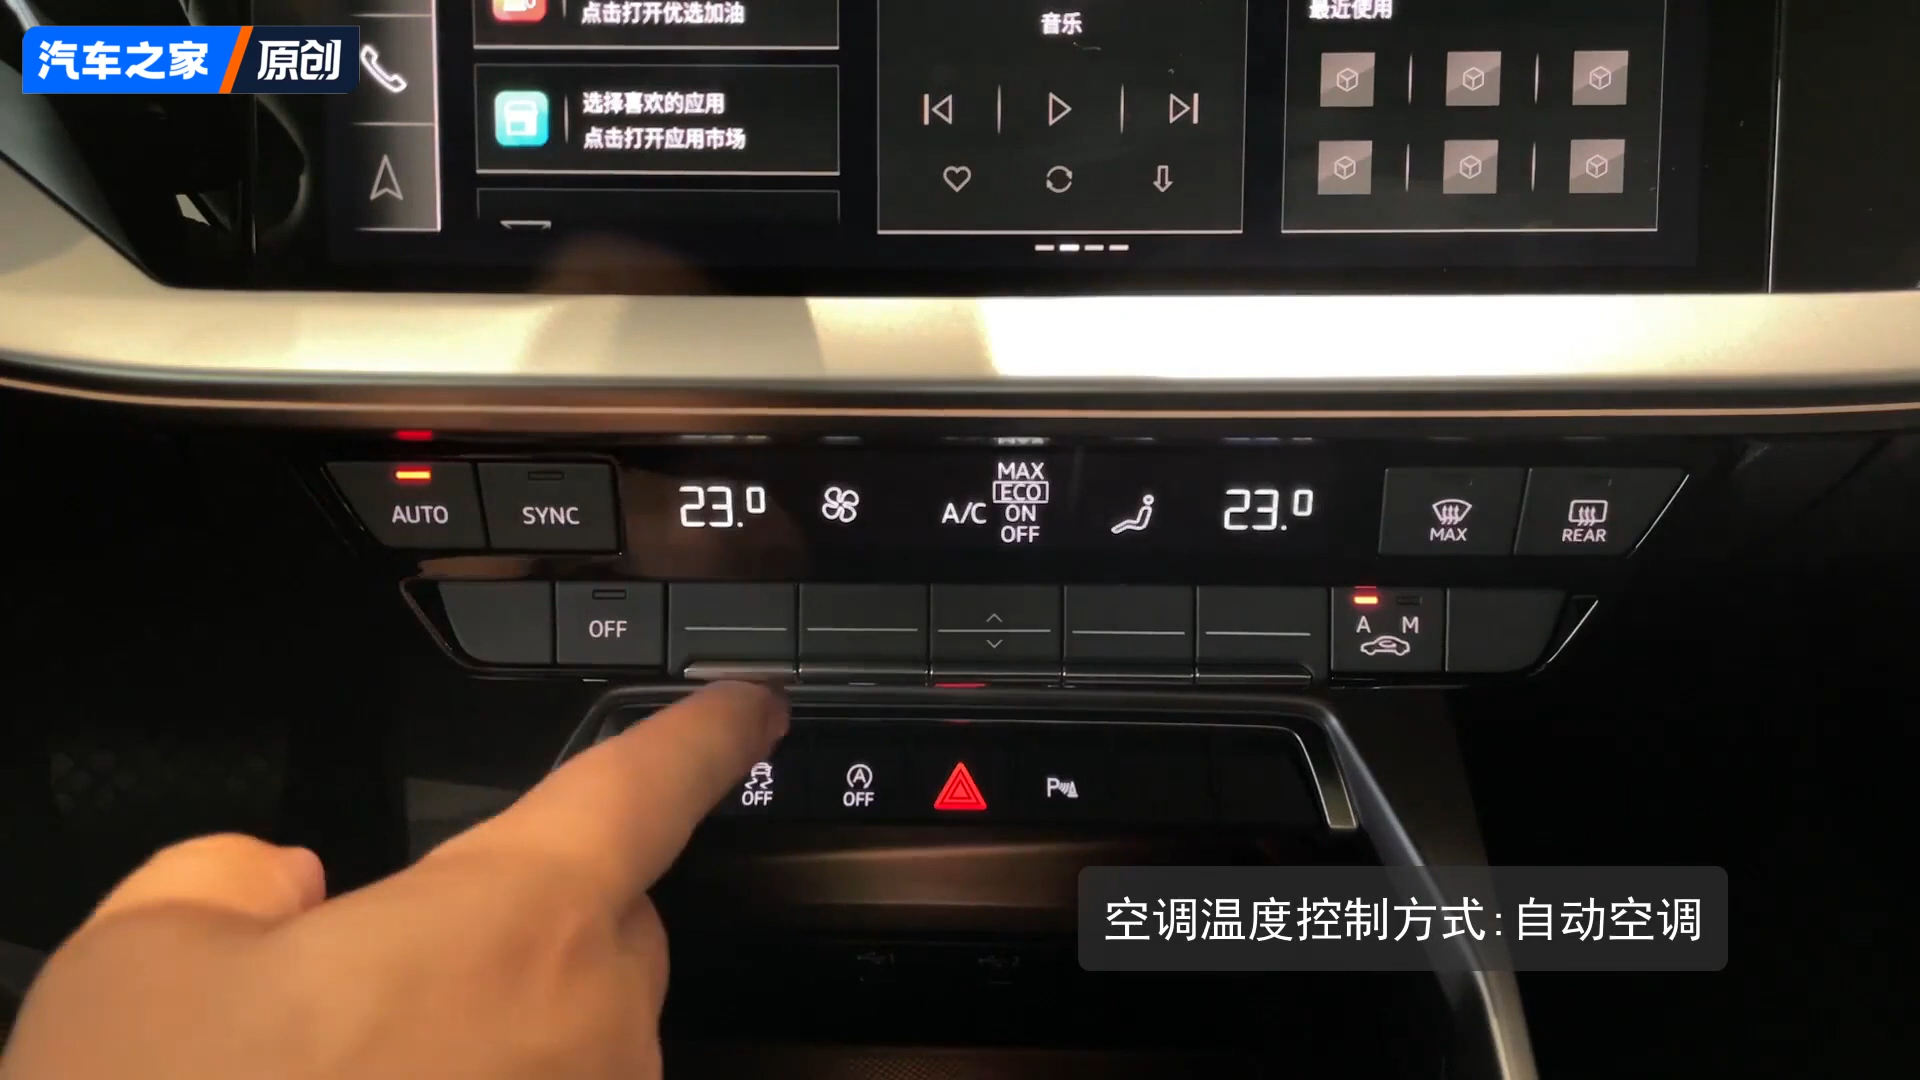 汽车之家 原创
点击打开优选加油
音乐
最近使用
选择喜欢的应用
点击打开应用市场
AUTO
SYNC
23.0
A/C
MAX
ECO
ON
OFF
23.0
MAX
REAR
OFF
A M
OFF
A
OFF
P
空调温度控制方式:自动空调